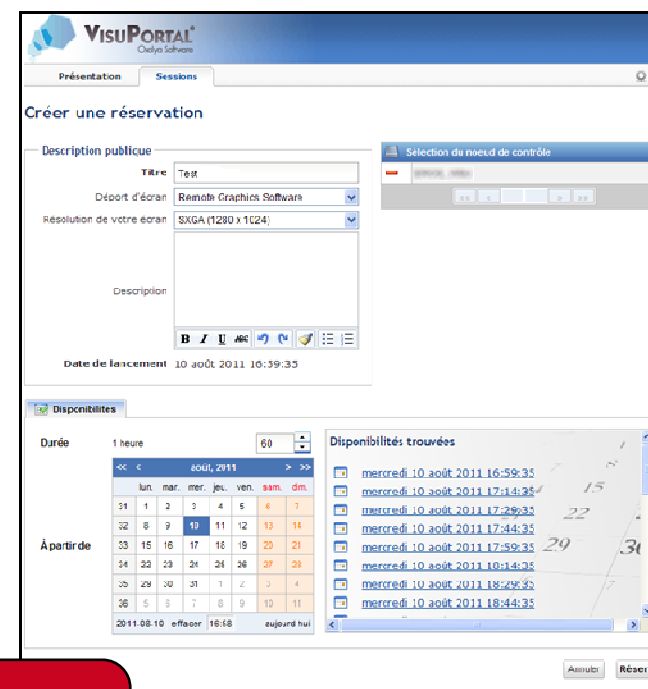 VISUPORTAL
Oxalya Software
Présentation
Sessions
Créer une réservation
Description publique
Titre
Test
Déport d'écran
Remote Graphics Software
Résolution de votre écran
SXGA (1280 x 1024)
Description
B I U ABC
Date de lancement 10 août 2011 16:59:35
Sélection du noeud de contrôle
<< < > >>
Disponibilités
Durée 1 heure 60
<< < août, 2011 > >>
lun. mar. mer. jeu. ven. sam. dim.
31 1 2 3 4 5 6 7
32 8 9 10 11 12 13 14
À partir de
33 15 16 17 18 19 20 21
34 22 23 24 25 26 27 28
35 29 30 31 1 2 3 4
36 5 6 7 8 9 10 11
2011-08-10 effacer 16:58 aujourd'hui
Disponibilités trouvées
mercredi 10 août 2011 16:59:35
mercredi 10 août 2011 17:14:35
mercredi 10 août 2011 17:29:35
mercredi 10 août 2011 17:44:35
mercredi 10 août 2011 17:59:35
mercredi 10 août 2011 18:14:35
mercredi 10 août 2011 18:29:35
mercredi 10 août 2011 18:44:35
1
15
22
29
Annuler
Réser